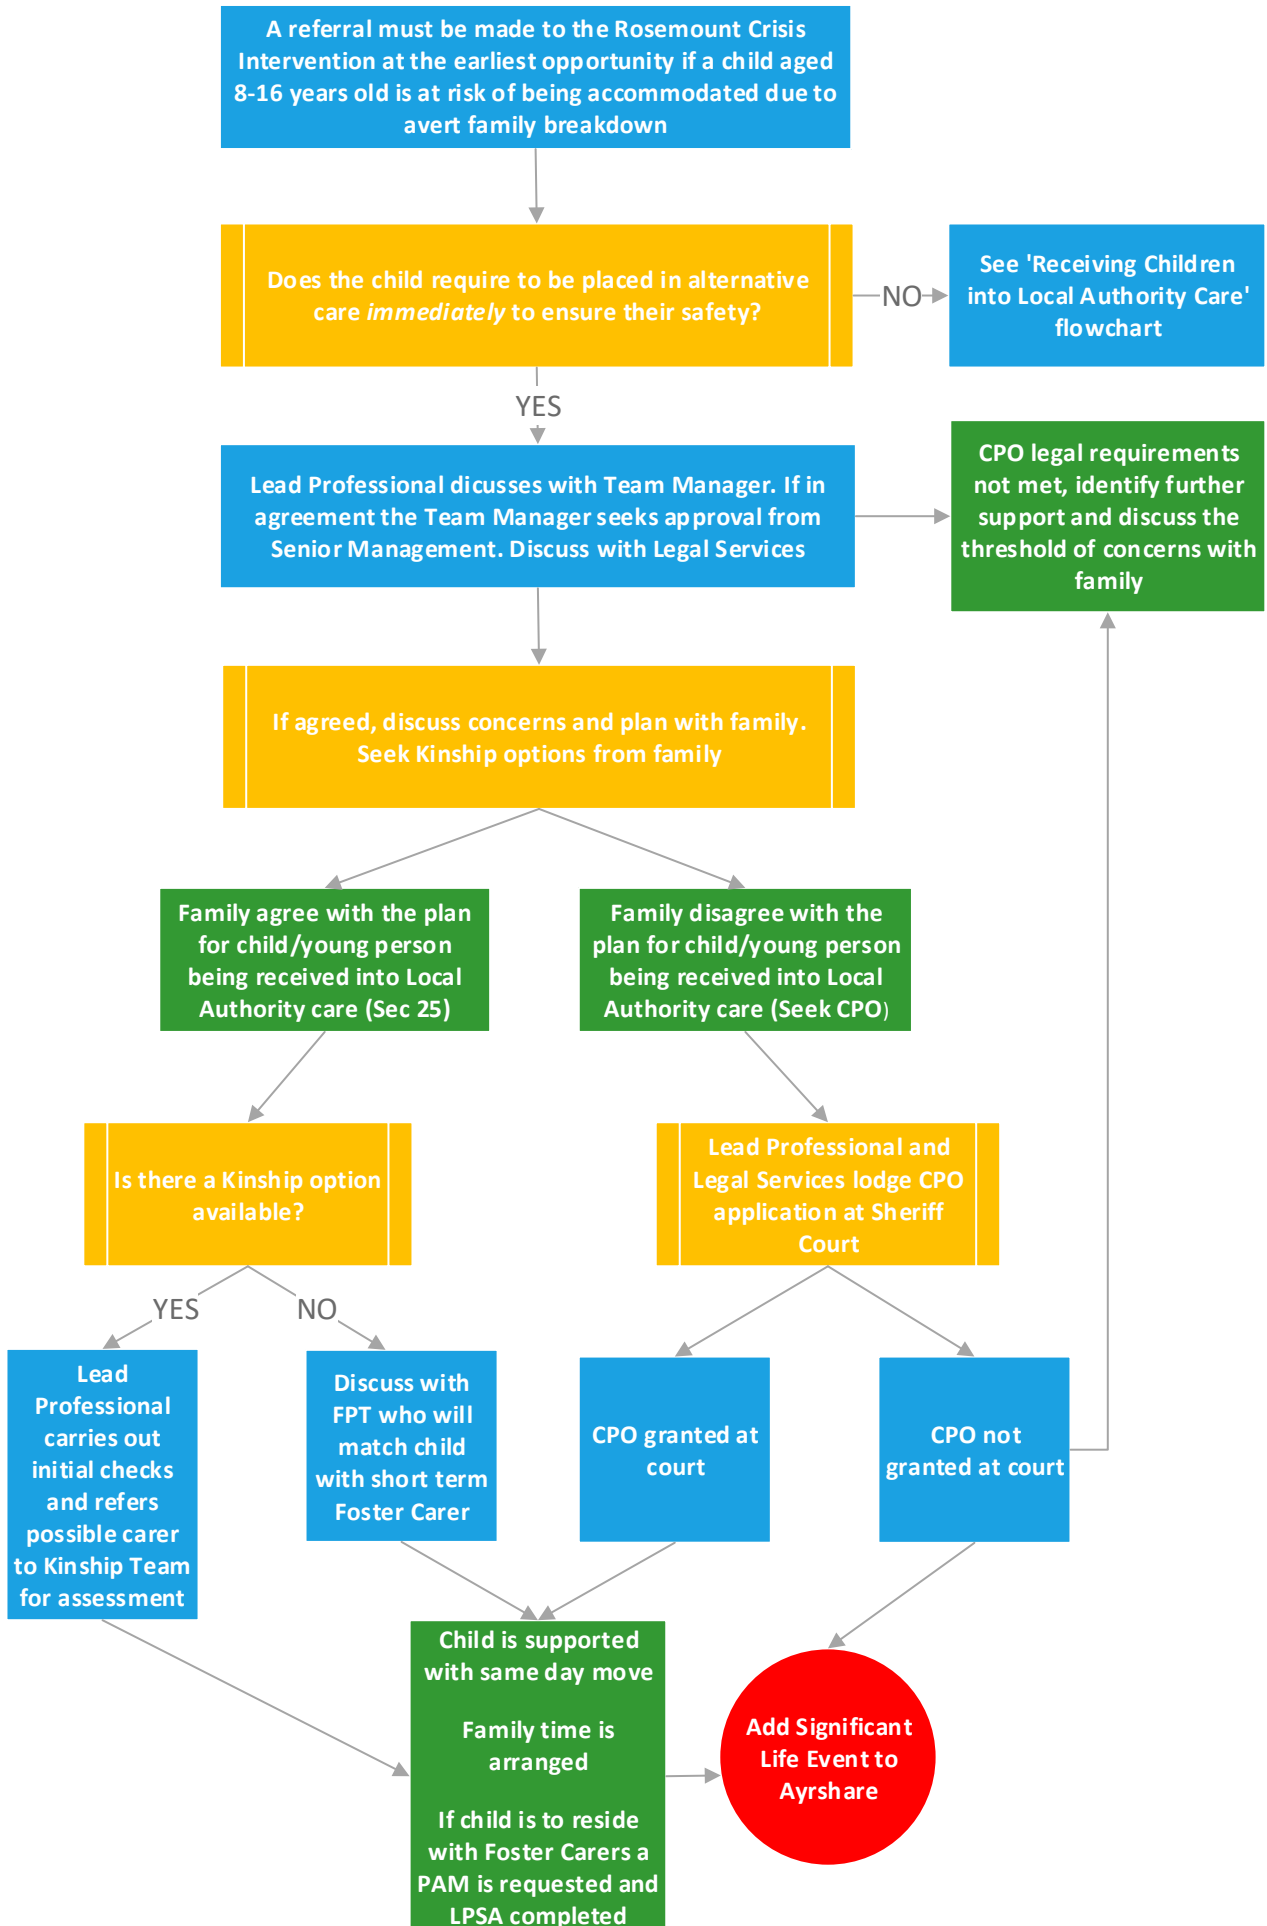 A referral must be made to the Rosemount Crisis
Intervention at the earliest opportunity if a child aged
8-16 years old is at risk of being accommodated due to
avert family breakdown
Does the child require to be placed in alternative
care immediately to ensure their safety?
NO
See 'Receiving Children
into Local Authority Care'
flowchart
YES
Lead Professional dicusses with Team Manager. If in
agreement the Team Manager seeks approval from
Senior Management. Discuss with Legal Services
CPO legal requirements
not met, identify further
support and discuss the
threshold of concerns with
family
If agreed, discuss concerns and plan with family.
Seek Kinship options from family
Family agree with the plan
for child/young person
being received into Local
Authority care (Sec 25)
Family disagree with the
plan for child/young person
being received into Local
Authority care (Seek CPO)
Is there a Kinship option
available?
Lead Professional and
Legal Services lodge CPO
application at Sheriff
Court
YES
NO
Lead
Professional
carries out
initial checks
and refers
possible carer
to Kinship Team
for assessment
Discuss with
FPT who will
match child
with short term
Foster Carer
CPO granted at
court
CPO not
granted at court
Child is supported
with same day move
Family time is
arranged
If child is to reside
with Foster Carers a
PAM is requested and
LPSA completed
Add Significant
Life Event to
Ayrshare